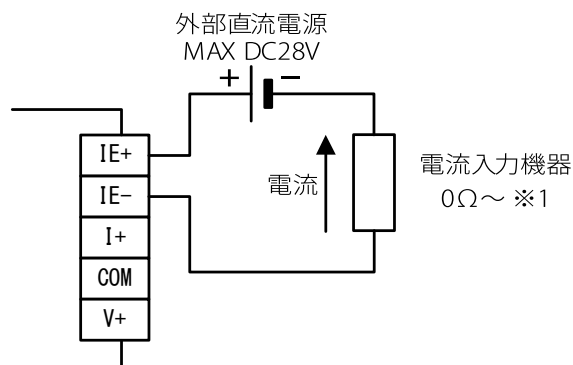 外部直流電源
MAX DC28V
+ −
IE+
IE−
I+
COM
V+
電流
電流入力機器
0Ω～ ※1